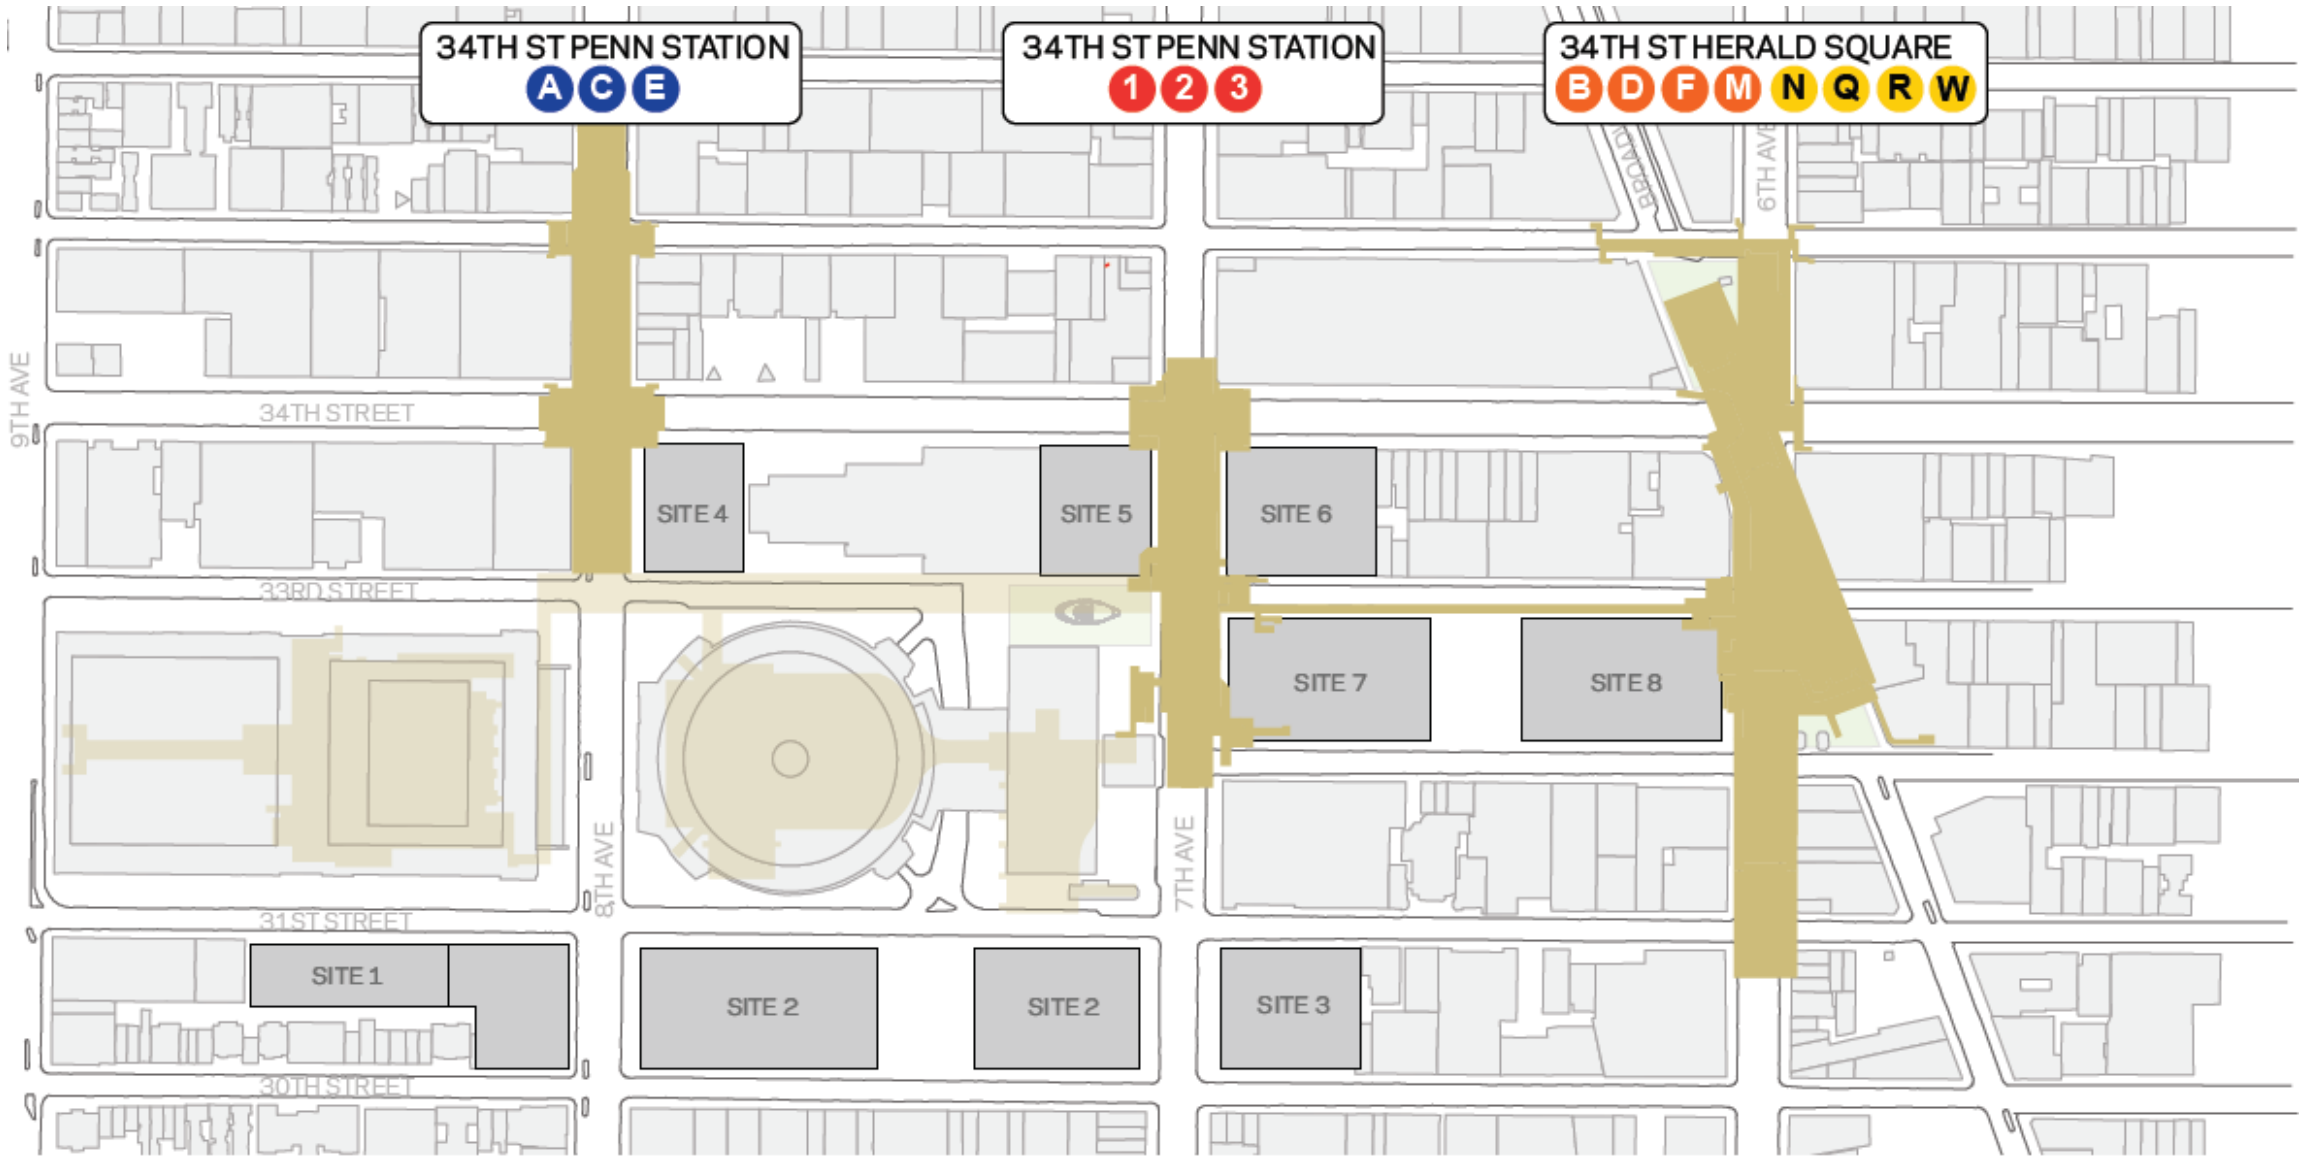 34TH ST PENN STATION
A C E
34TH ST PENN STATION
1 2 3
34TH ST HERALD SQUARE
B D F M N Q R W
6TH AVE
9TH AVE
34TH STREET
SITE 4
SITE 5
SITE 6
33RD STREET
SITE 7
SITE 8
8TH AVE
7TH AVE
31ST STREET
SITE 1
SITE 2
SITE 2
SITE 3
30TH STREET